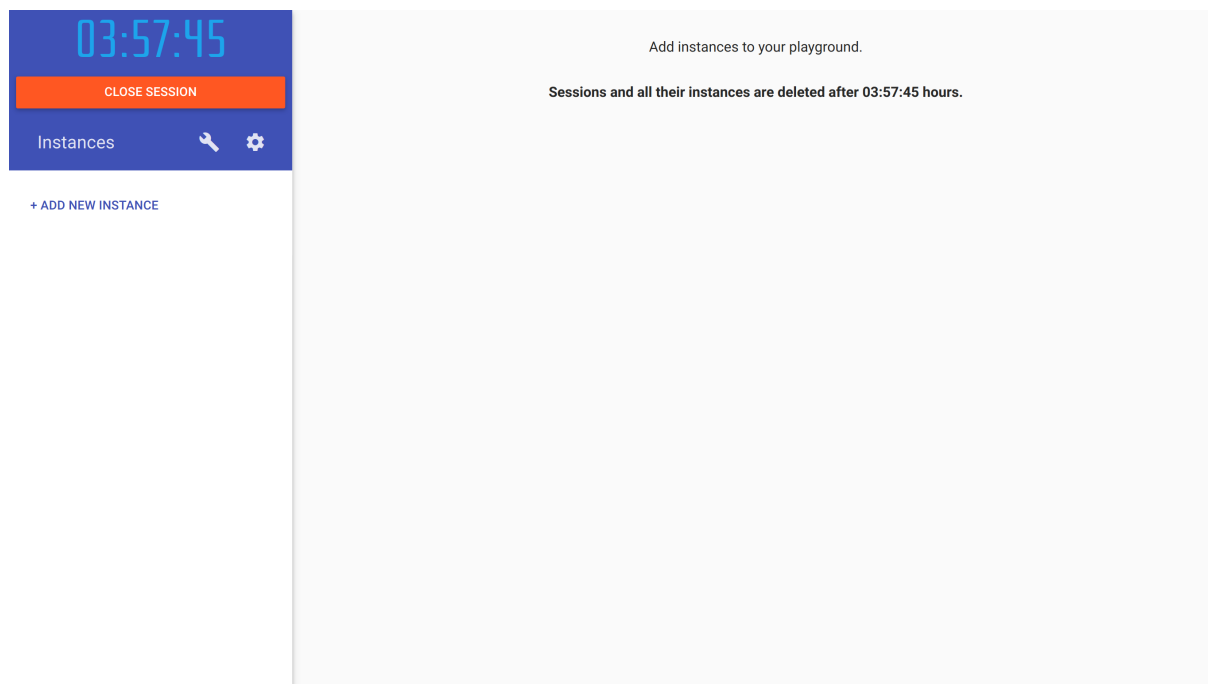 03:57:45
CLOSE SESSION
Instances
+ ADD NEW INSTANCE
Add instances to your playground.
Sessions and all their instances are deleted after 03:57:45 hours.